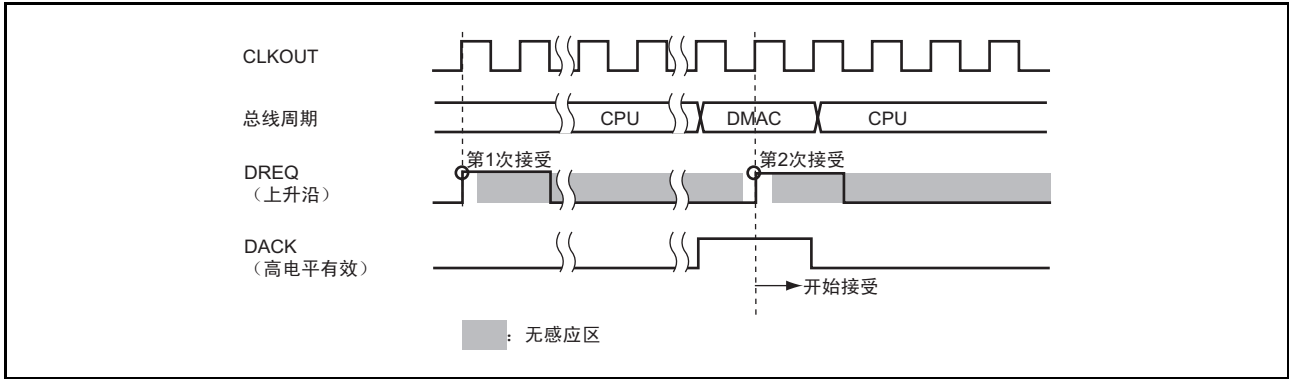 CLKOUT
总线周期
CPU
DMAC
CPU
第1次接受
第2次接受
DREQ
（上升沿）
DACK
（高电平有效）
开始接受
：无感应区